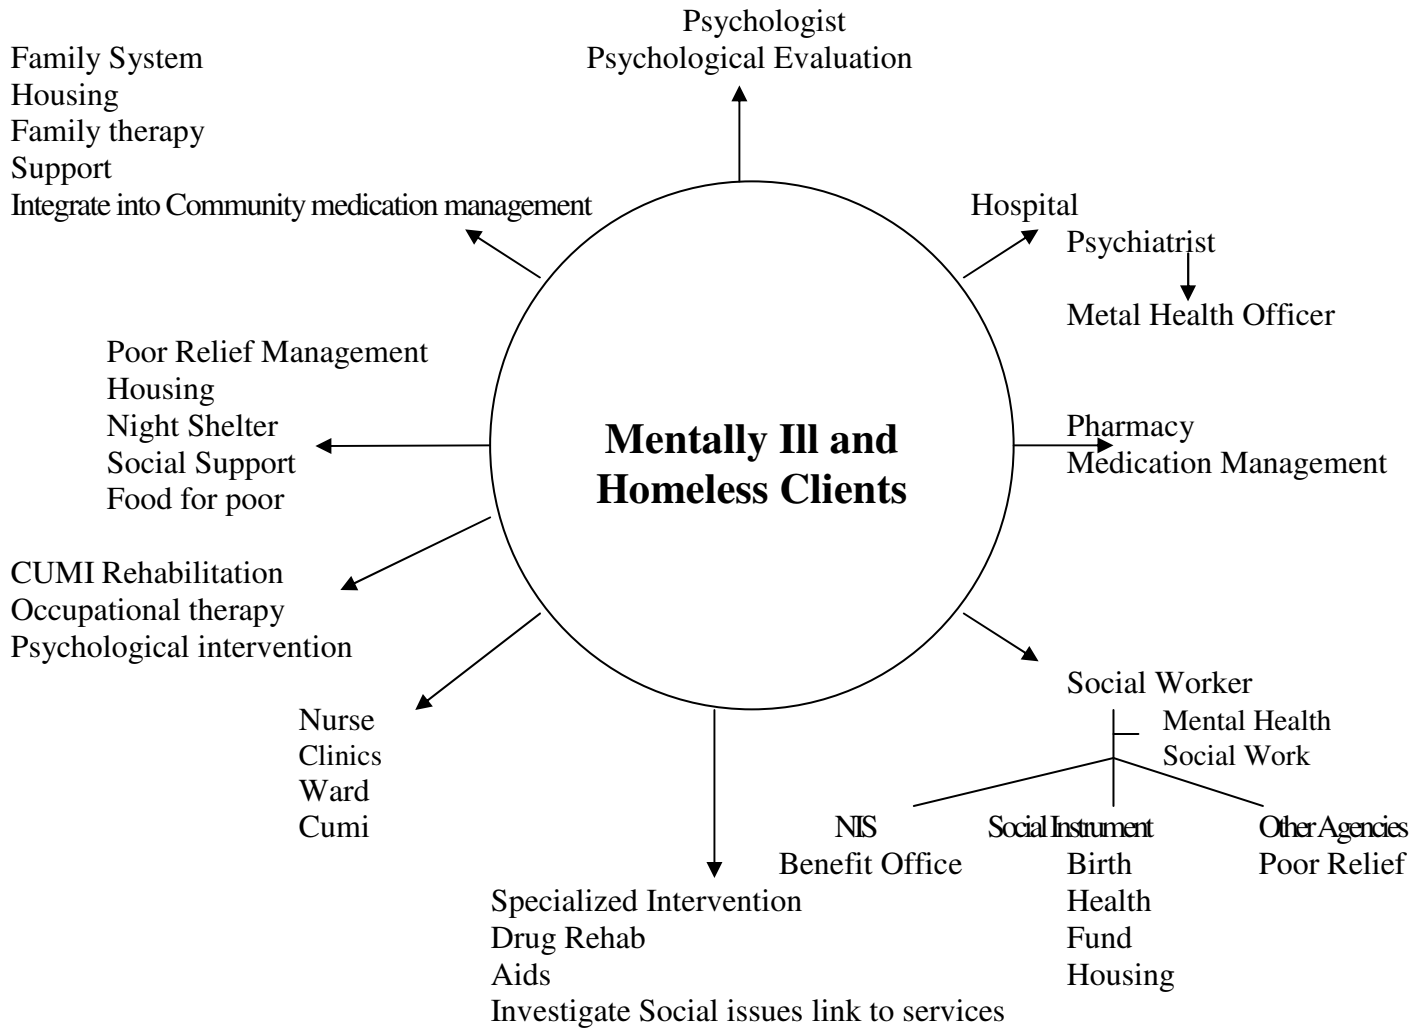 Psychologist
Psychological Evaluation
Family System
Housing
Family therapy
Support
Integrate into Community medication management
Hospital
Psychiatrist
Metal Health Officer
Poor Relief Management
Housing
Night Shelter
Social Support
Food for poor
Mentally Ill and
Homeless Clients
Pharmacy
Medication Management
CUMI Rehabilitation
Occupational therapy
Psychological intervention
Nurse
Clinics
Ward
Cumi
Social Worker
Mental Health
Social Work
NIS
Benefit Office
Social Instrument
Birth
Health
Fund
Housing
Other Agencies
Poor Relief
Specialized Intervention
Drug Rehab
Aids
Investigate Social issues link to services